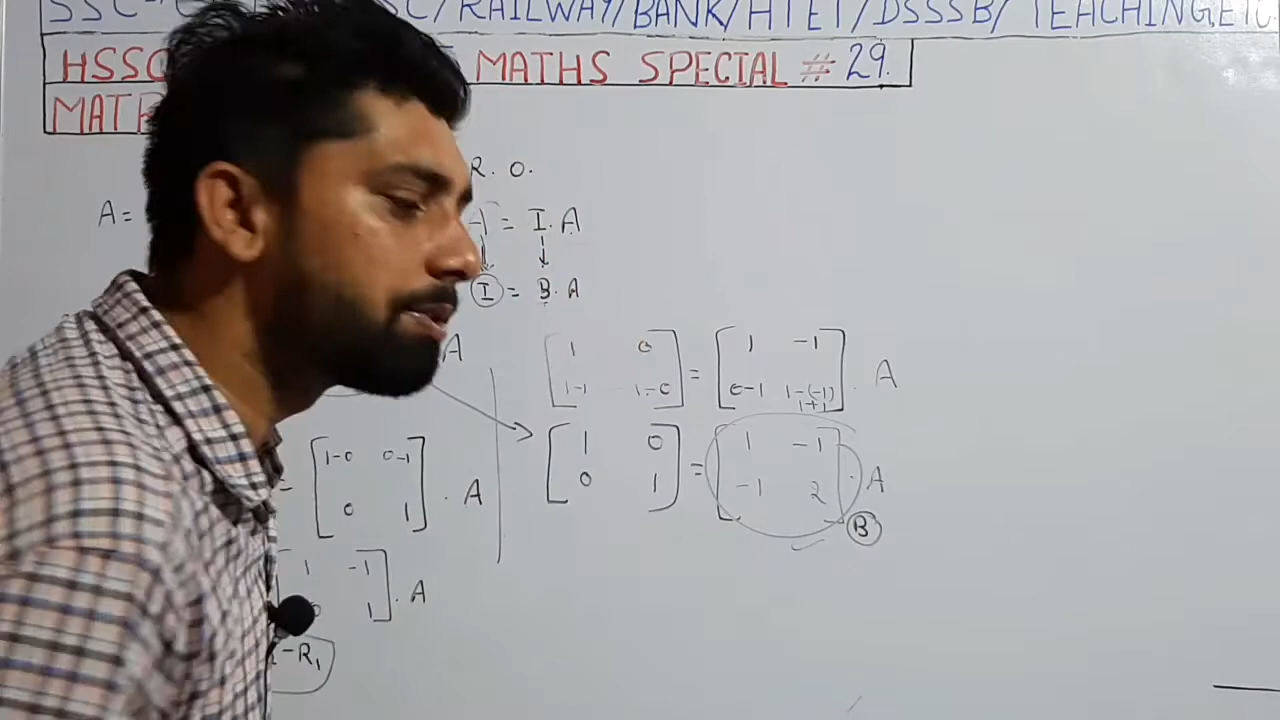 SC/RAILWAY/BANK/HTET/DSSSB/TEACHING ETC.
HSSC MATHS SPECIAL # 29.
R. O.
A =
A = I. A
↓ ↓
I = B. A
A
[1 0; 1-1 1-0] = [1 -1; 0-1 1-(-1) 1+1] . A
= [1-0 0-1; 0 1] . A
[1 0; 0 1] = [1 -1; -1 2] . A
B
[1 -1; 0 1] . A
-R₁